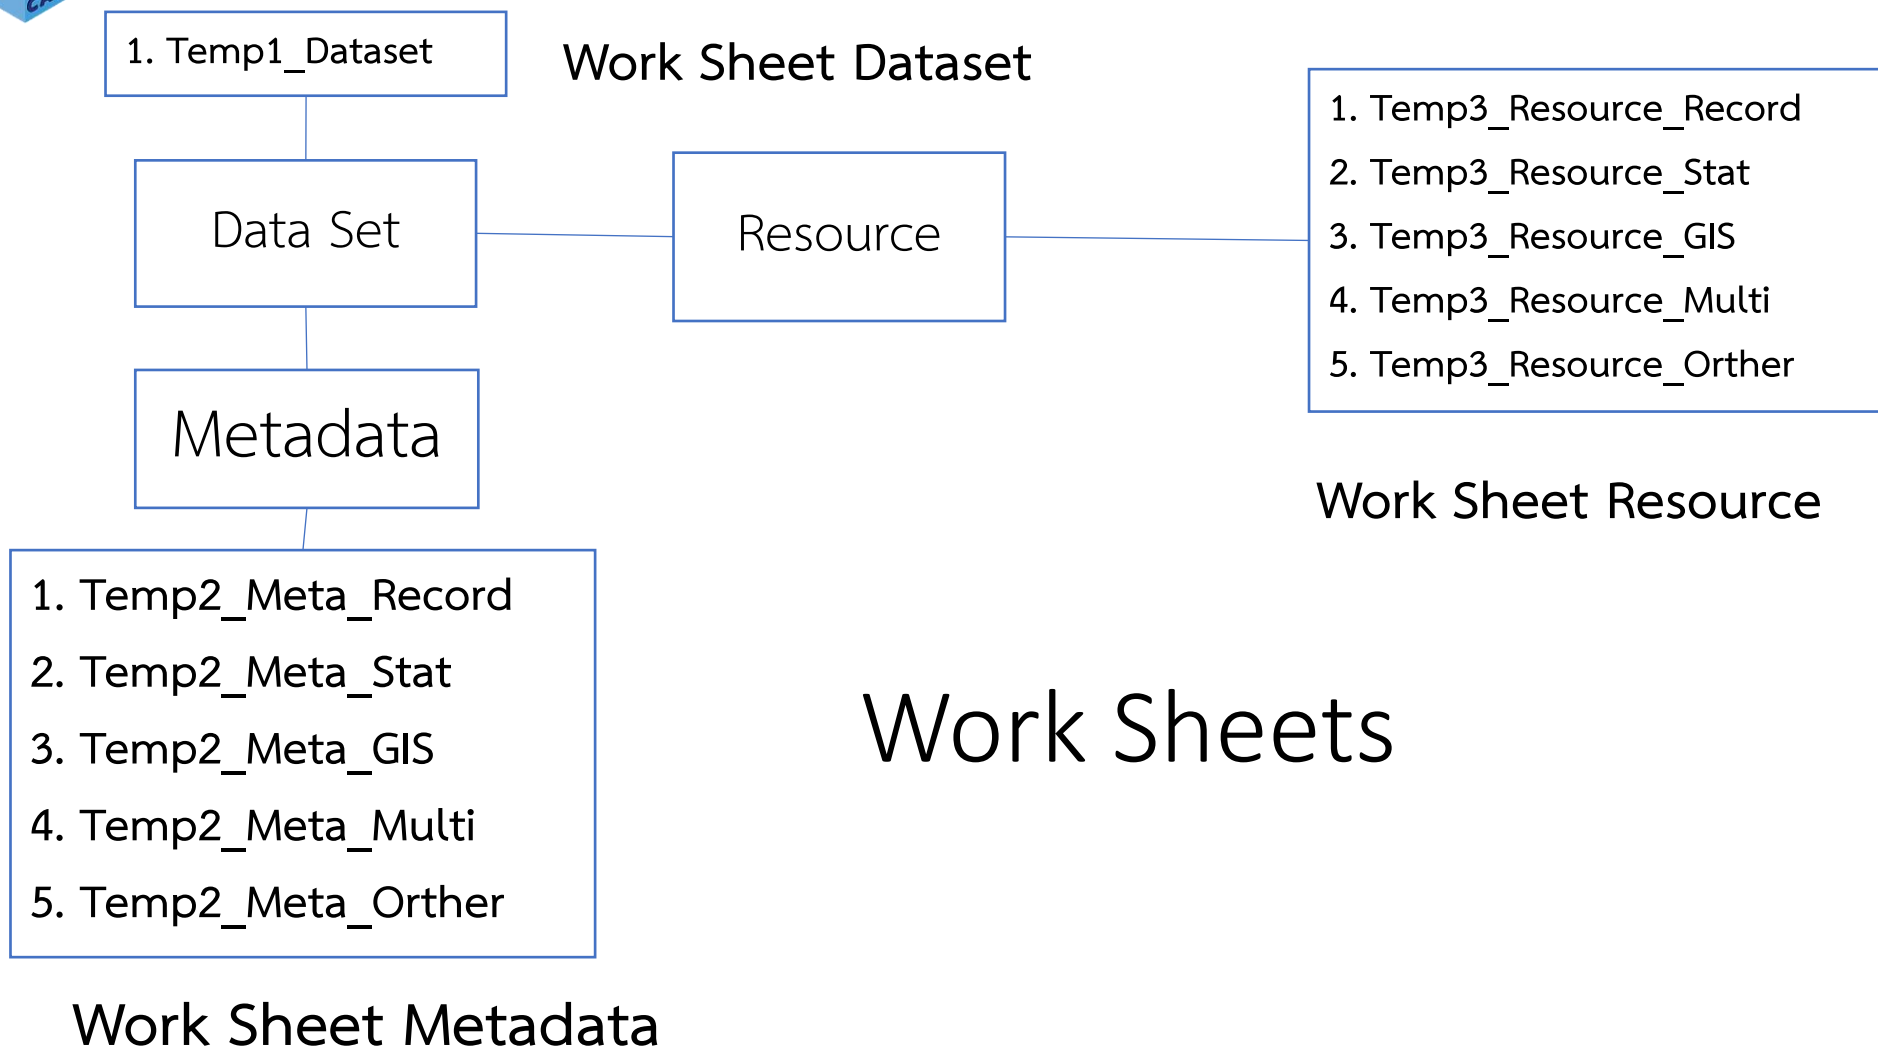 1. Temp1_Dataset
Work Sheet Dataset
Data Set
Resource
1. Temp3_Resource_Record
2. Temp3_Resource_Stat
3. Temp3_Resource_GIS
4. Temp3_Resource_Multi
5. Temp3_Resource_Orther
Work Sheet Resource
Metadata
1. Temp2_Meta_Record
2. Temp2_Meta_Stat
3. Temp2_Meta_GIS
4. Temp2_Meta_Multi
5. Temp2_Meta_Orther
Work Sheet Metadata
Work Sheets